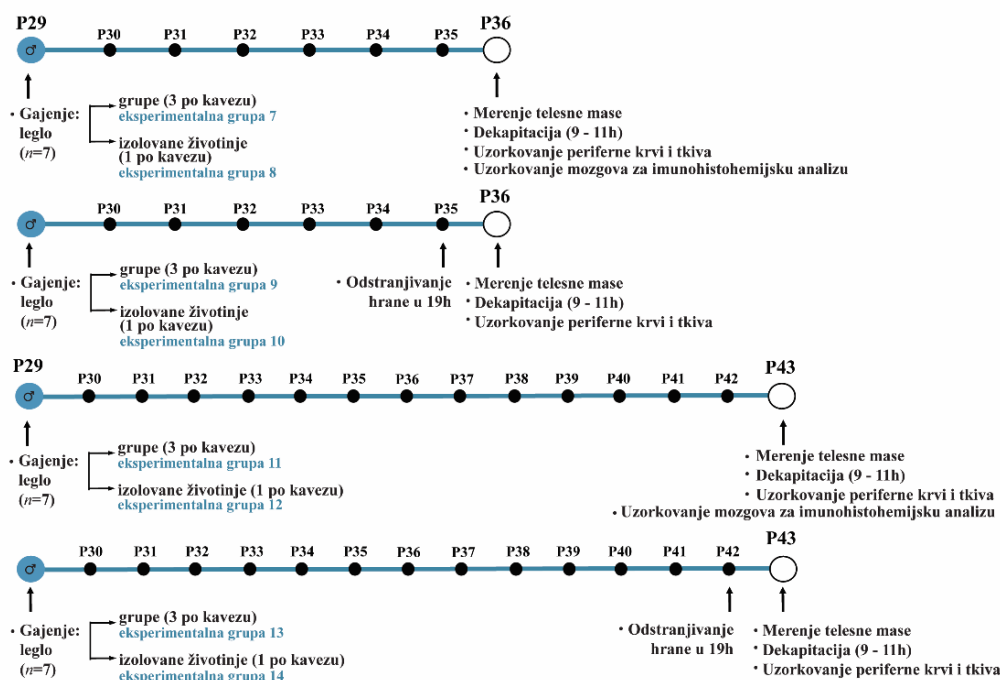 P29 P36
P30 P31 P32 P33 P34 P35
♂
• Gajenje:
leglo
(n=7)
grupe (3 po kavezu)
eksperimentalna grupa 7
izolovane životinje
(1 po kavezu)
eksperimentalna grupa 8
• Merenje telesne mase
• Dekapitacija (9 - 11h)
• Uzorkovanje periferne krvi i tkiva
• Uzorkovanje mozgova za imunohistohemijsku analizu
P36
P30 P31 P32 P33 P34 P35
♂
• Gajenje:
leglo
(n=7)
grupe (3 po kavezu)
eksperimentalna grupa 9
izolovane životinje
(1 po kavezu)
eksperimentalna grupa 10
• Odstranjivanje
hrane u 19h
• Merenje telesne mase
• Dekapitacija (9 - 11h)
• Uzorkovanje periferne krvi i tkiva
P29 P43
P30 P31 P32 P33 P34 P35 P36 P37 P38 P39 P40 P41 P42
♂
• Gajenje:
leglo
(n=7)
grupe (3 po kavezu)
eksperimentalna grupa 11
izolovane životinje (1 po kavezu)
eksperimentalna grupa 12
• Merenje telesne mase
• Dekapitacija (9 - 11h)
• Uzorkovanje periferne krvi i tkiva
• Uzorkovanje mozgova za imunohistohemijsku analizu
P43
P30 P31 P32 P33 P34 P35 P36 P37 P38 P39 P40 P41 P42
♂
• Gajenje:
leglo
(n=7)
grupe (3 po kavezu)
eksperimentalna grupa 13
izolovane životinje (1 po kavezu)
eksperimentalna grupa 14
• Odstranjivanje
hrane u 19h
• Merenje telesne mase
• Dekapitacija (9 - 11h)
• Uzorkovanje periferne krvi i tkiva